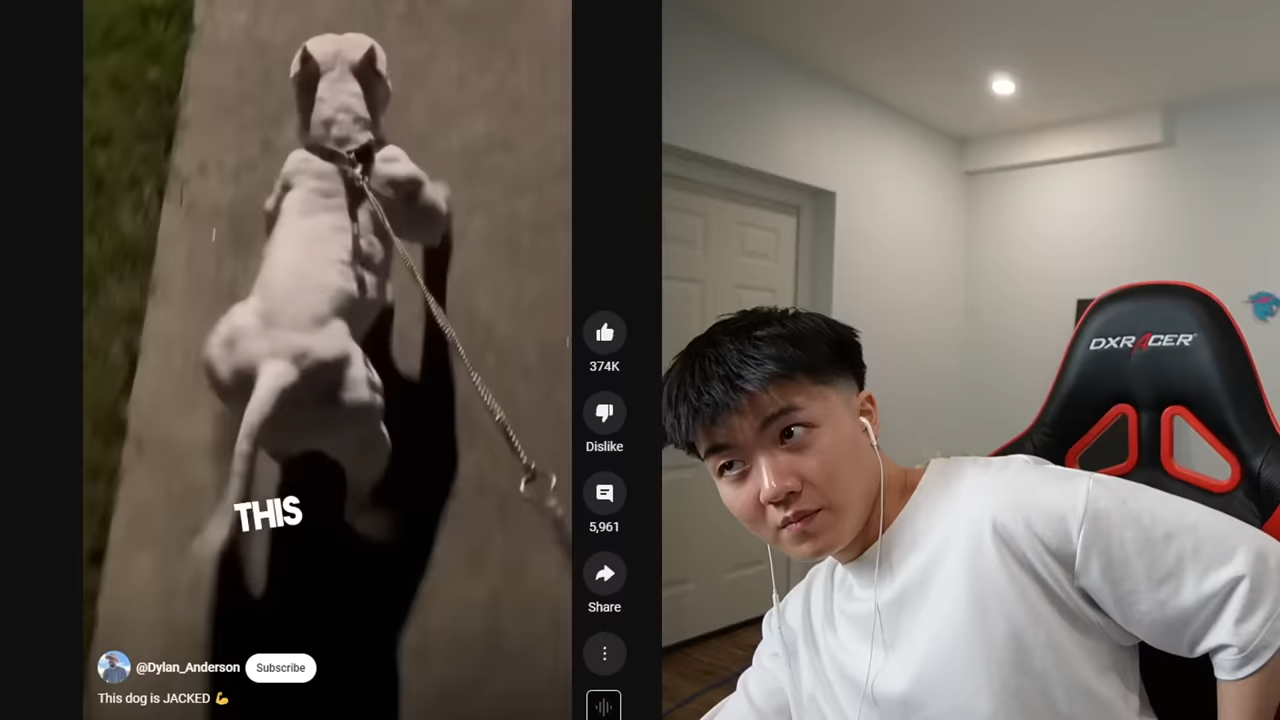 THIS
374K
Dislike
5,961
Share
@Dylan_Anderson Subscribe
This dog is JACKED 💪
DXRACER